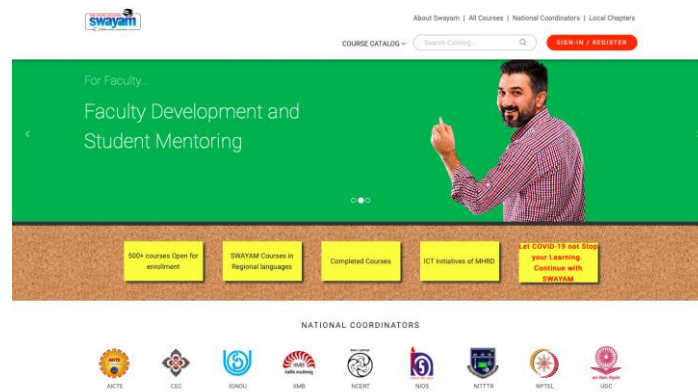 swayam
About Swayam | All Courses | National Coordinators | Local Chapters
COURSE CATALOG
Search Catalog...
SIGN-IN / REGISTER
For Faculty...
Faculty Development and
Student Mentoring
500+ courses Open for
enrollment
SWAYAM Courses in
Regional languages
Completed Courses
ICT Initiatives of MHRD
Let COVID-19 not Stop
your Learning.
Continue with
SWAYAM
NATIONAL COORDINATORS
AICTE
CEC
IGNOU
IIMB
NCERT
NIOS
NITTTR
NPTEL
UGC